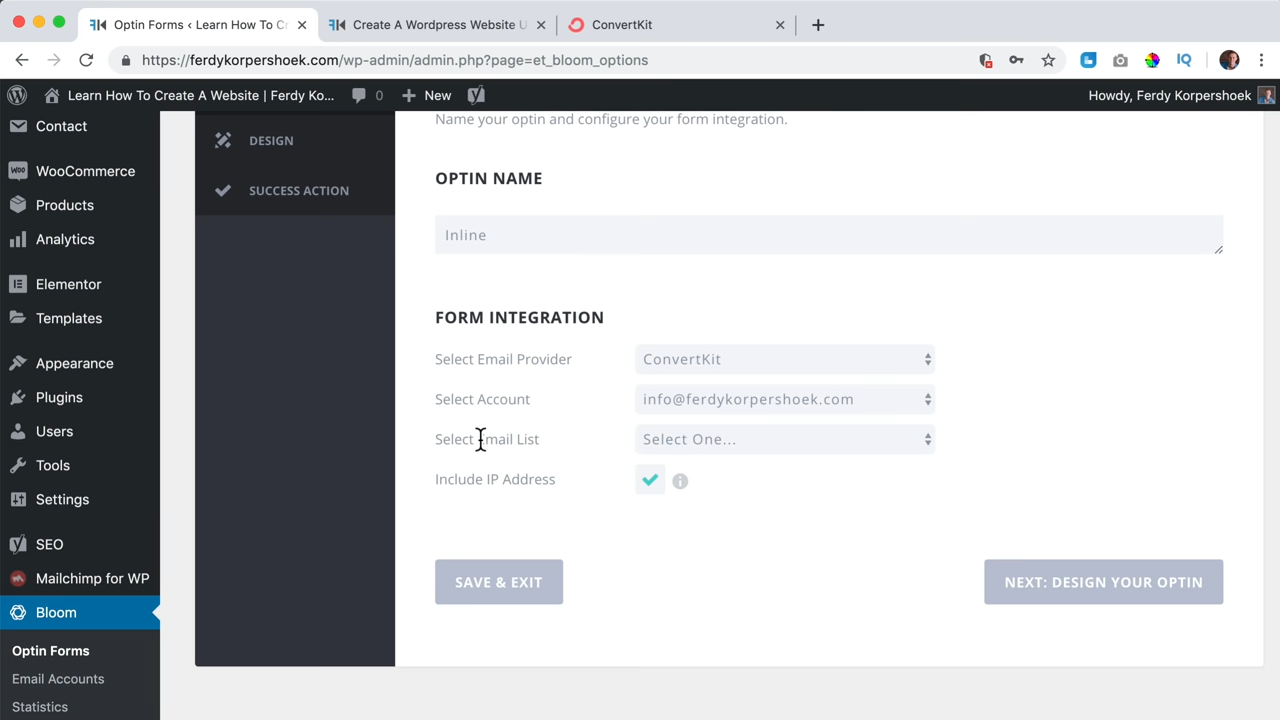 Optin Forms ‹ Learn How To Cr
Create A Wordpress Website U
ConvertKit
https://ferdykorpershoek.com/wp-admin/admin.php?page=et_bloom_options
IQ
Learn How To Create A Website | Ferdy Ko...
0
New
Howdy, Ferdy Korpershoek
Contact
WooCommerce
Products
Analytics
Elementor
Templates
Appearance
Plugins
Users
Tools
Settings
SEO
Mailchimp for WP
Bloom
Optin Forms
Email Accounts
Statistics
DESIGN
SUCCESS ACTION
Name your optin and configure your form integration.
OPTIN NAME
Inline
FORM INTEGRATION
Select Email Provider
ConvertKit
Select Account
info@ferdykorpershoek.com
Select Email List
Select One...
Include IP Address
SAVE & EXIT
NEXT: DESIGN YOUR OPTIN